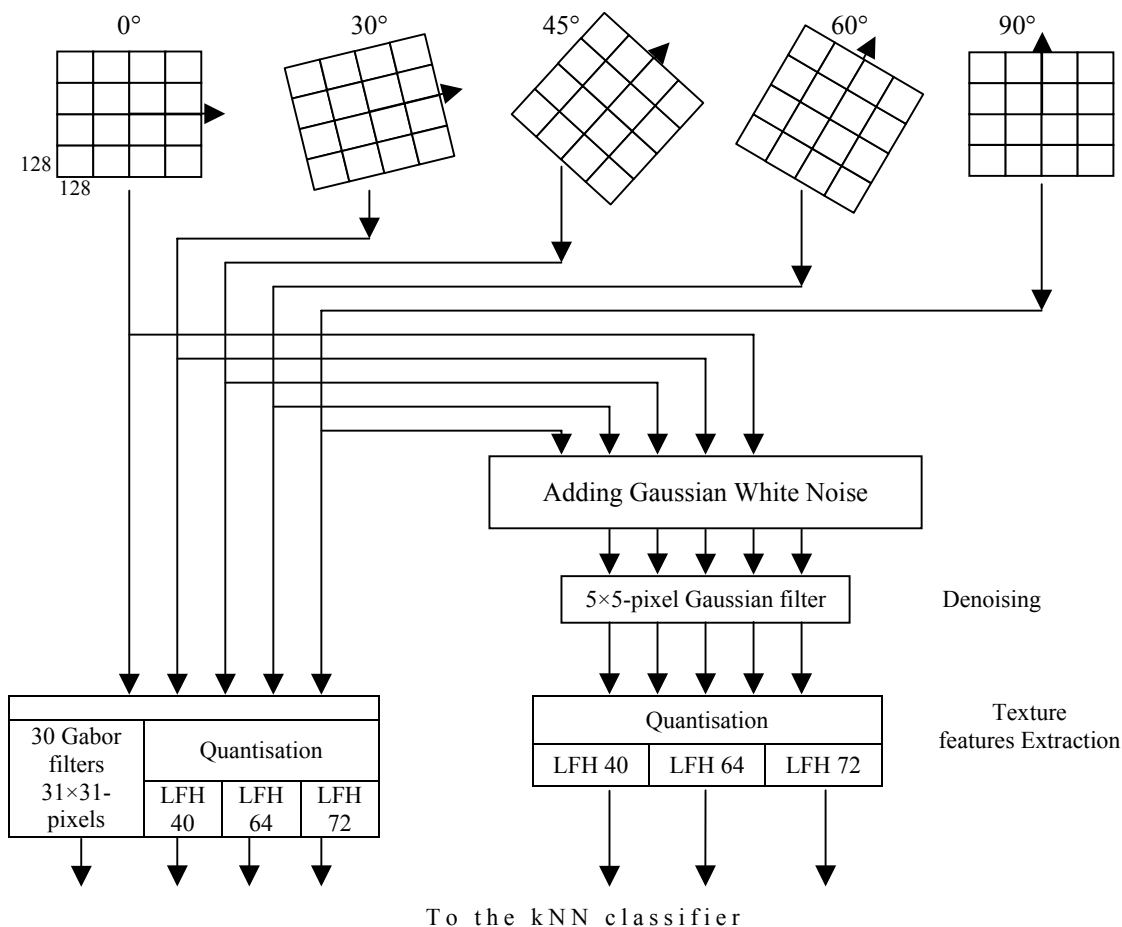 0°
30°
45°
60°
90°
128
128
Adding Gaussian White Noise
5×5-pixel Gaussian filter
Denoising
30 Gabor
filters
31×31-
pixels
Quantisation
LFH
40
LFH
64
LFH
72
Quantisation
LFH 40
LFH 64
LFH 72
Texture
features Extraction
To the kNN classifier